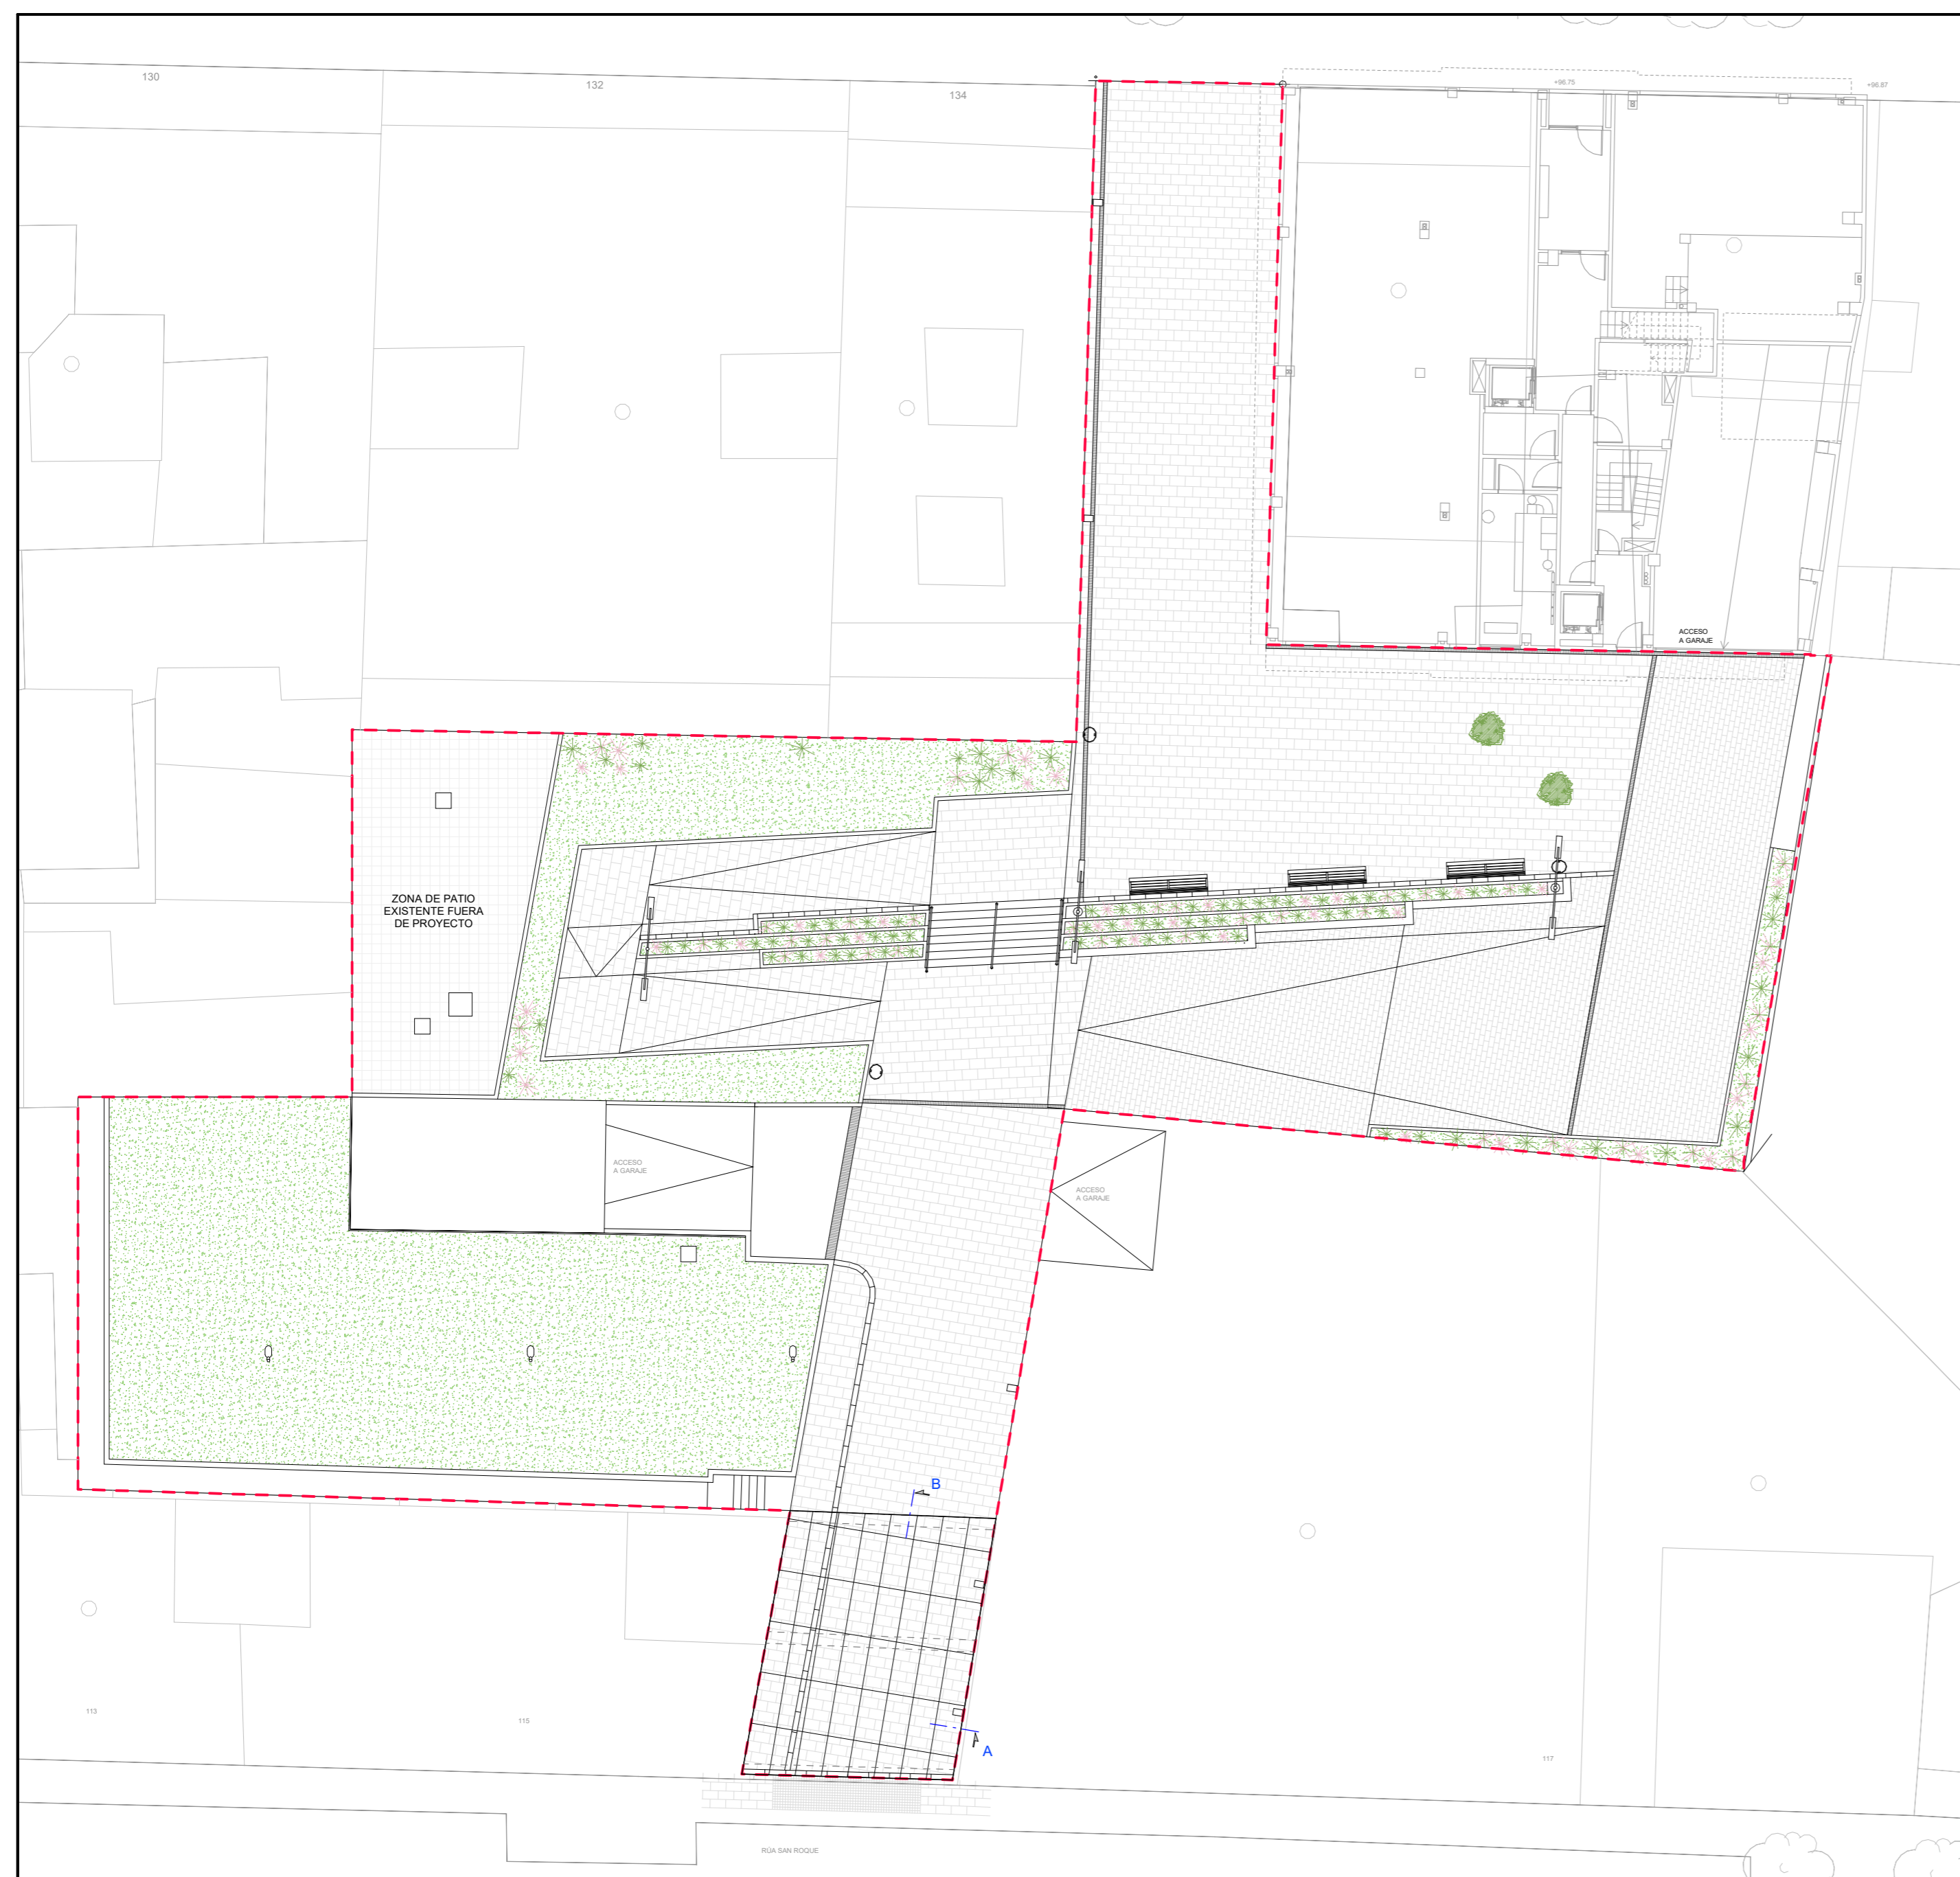 130
132
134
+96.75
+96.87
ACCESO
A GARAJE
ZONA DE PATIO
EXISTENTE FUERA
DE PROYECTO
ACCESO
A GARAJE
ACCESO
A GARAJE
B
A
113
115
117
RÚA SAN ROQUE